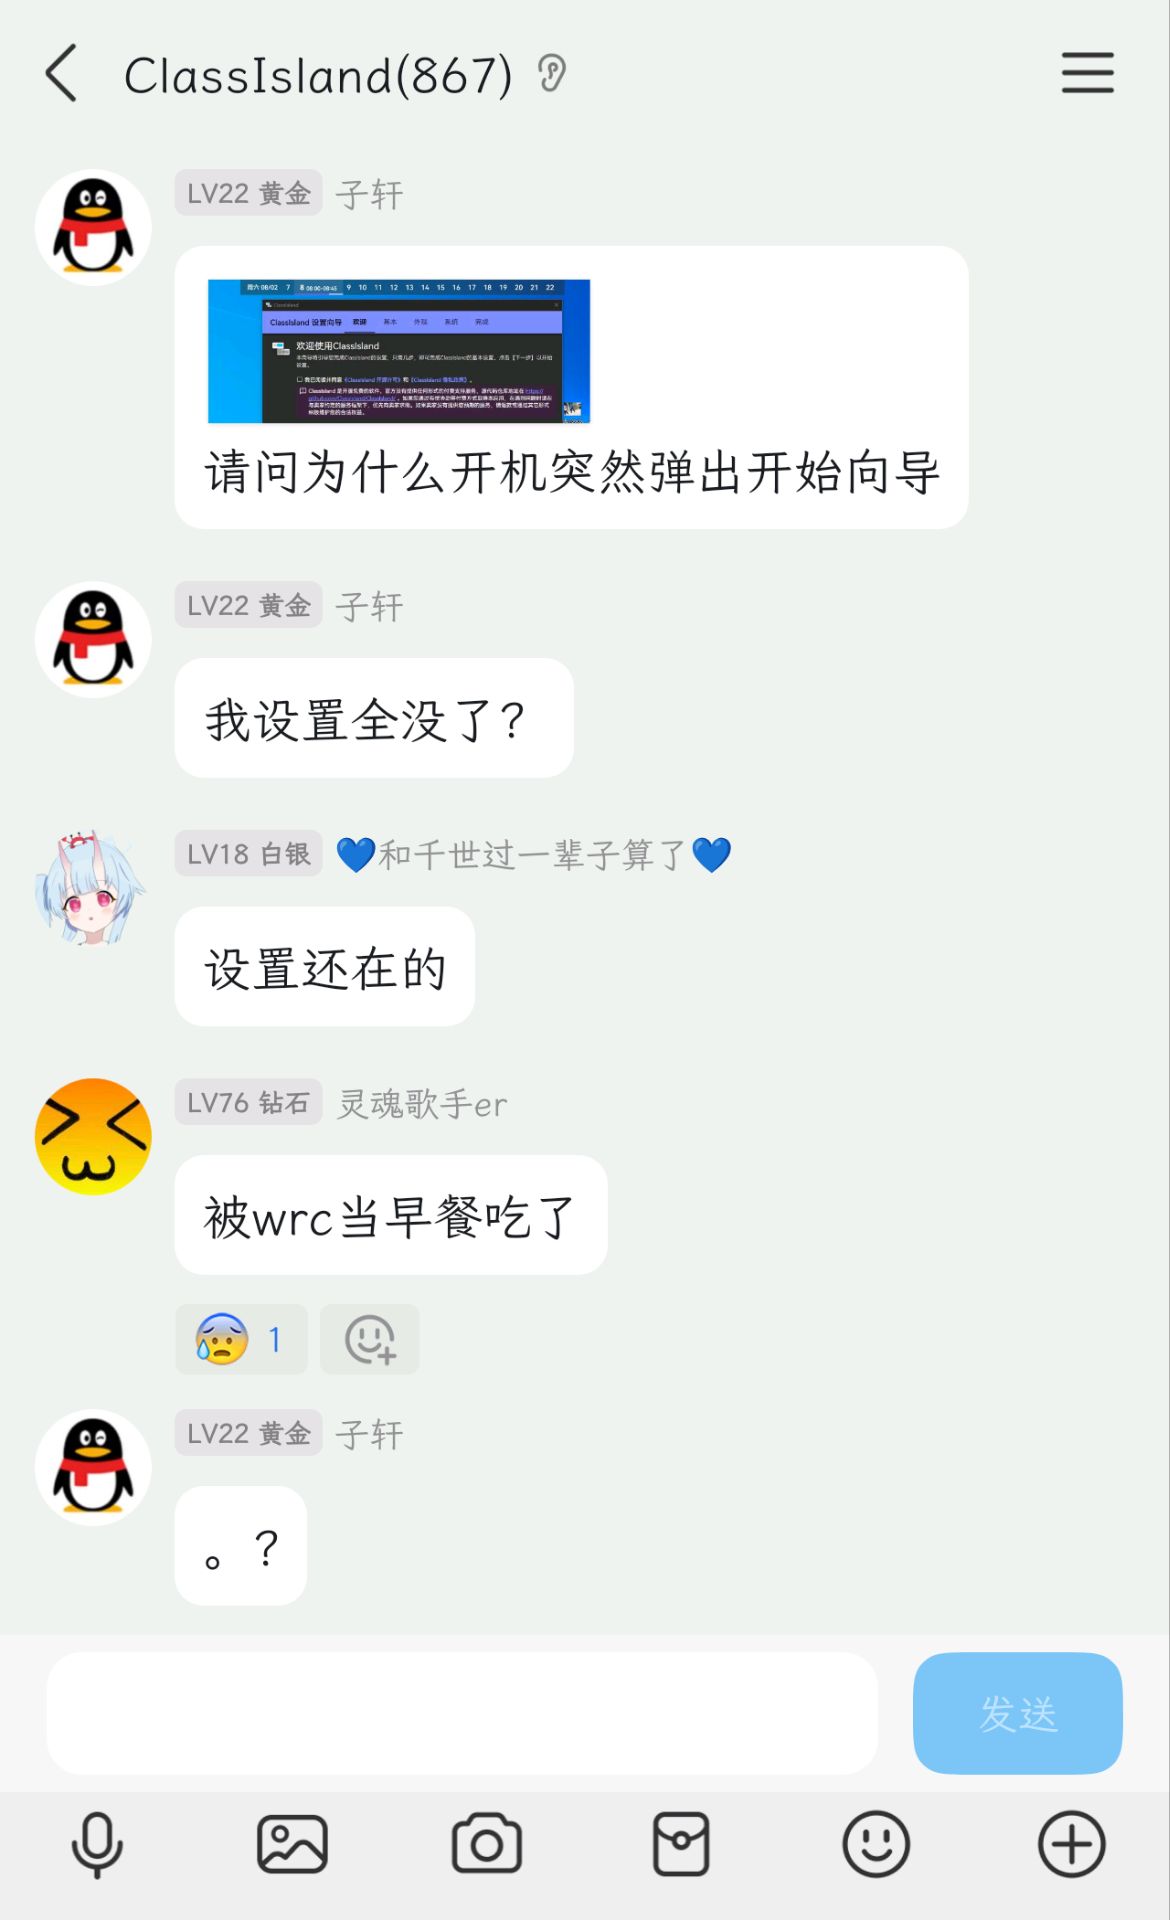 ClassIsland(867)
LV22 黄金 子轩
周六 08/02 7 8 08:00-08:45 9 10 11 12 13 14 15 16 17 18 19 20 21 22
ClassIsland
ClassIsland 设置向导 欢迎 基本 外观 系统 完成
欢迎使用ClassIsland
请问为什么开机突然弹出开始向导
LV22 黄金 子轩
我设置全没了?
LV18 白银 💙和千世过一辈子算了💙
设置还在的
LV76 钻石 灵魂歌手er
被wrc当早餐吃了
1
LV22 黄金 子轩
。?
发送